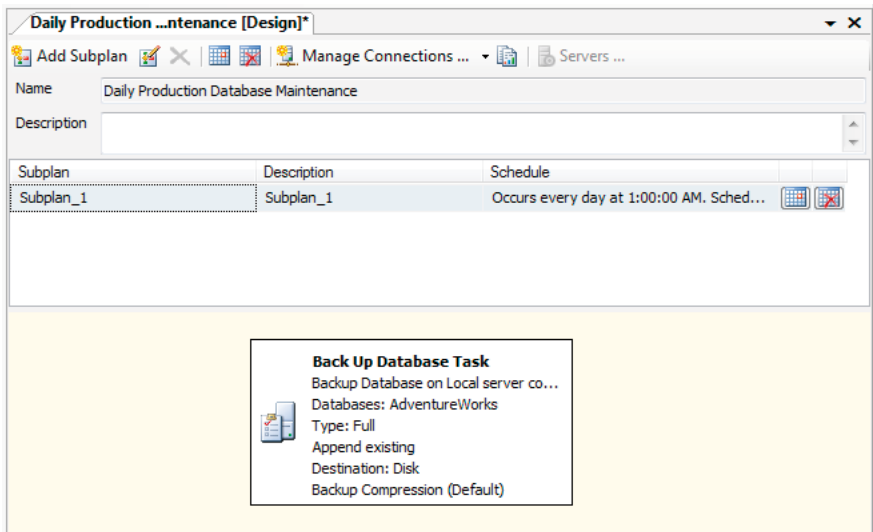 Daily Production ...ntenance [Design]*
Add Subplan Manage Connections ... Servers ...
Name Daily Production Database Maintenance
Description
Subplan Description Schedule
Subplan_1 Subplan_1 Occurs every day at 1:00:00 AM. Sched...
Back Up Database Task
Backup Database on Local server co...
Databases: AdventureWorks
Type: Full
Append existing
Destination: Disk
Backup Compression (Default)